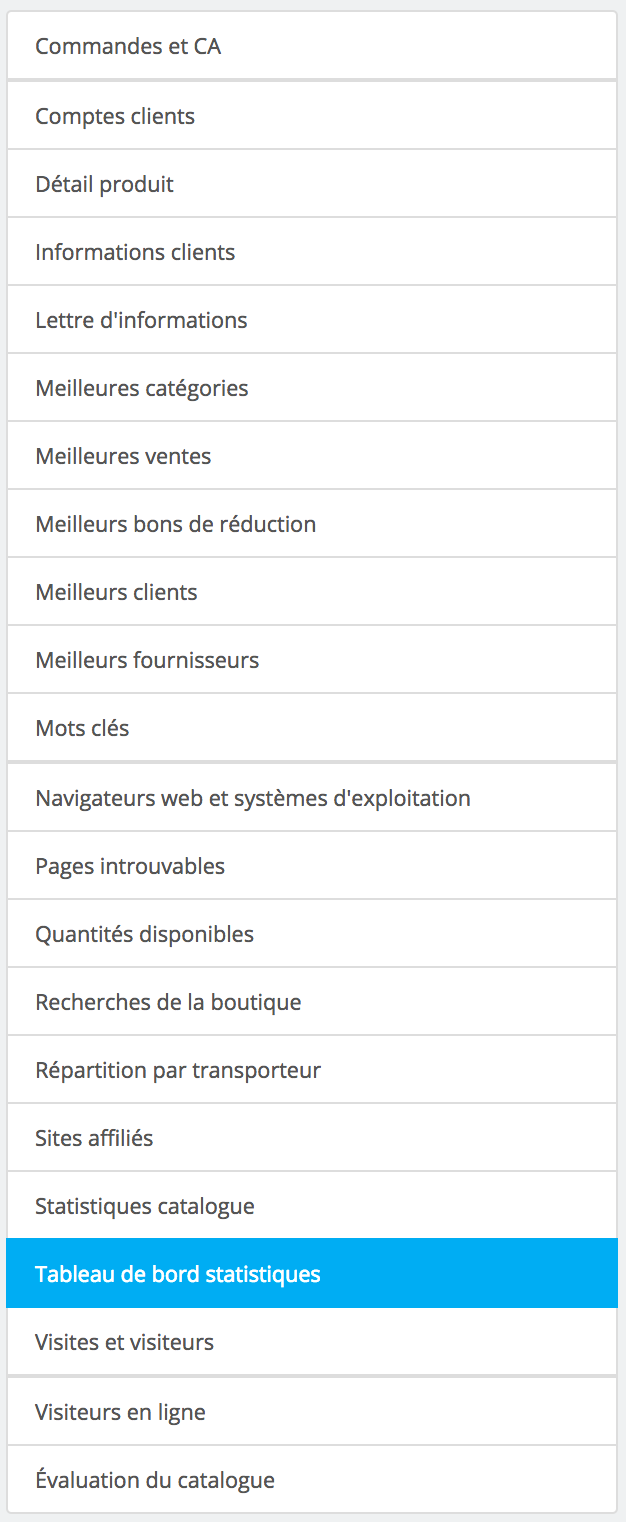 Commandes et CA
Comptes clients
Détail produit
Informations clients
Lettre d'informations
Meilleures catégories
Meilleures ventes
Meilleurs bons de réduction
Meilleurs clients
Meilleurs fournisseurs
Mots clés
Navigateurs web et systèmes d'exploitation
Pages introuvables
Quantités disponibles
Recherches de la boutique
Répartition par transporteur
Sites affiliés
Statistiques catalogue
Tableau de bord statistiques
Visites et visiteurs
Visiteurs en ligne
Évaluation du catalogue